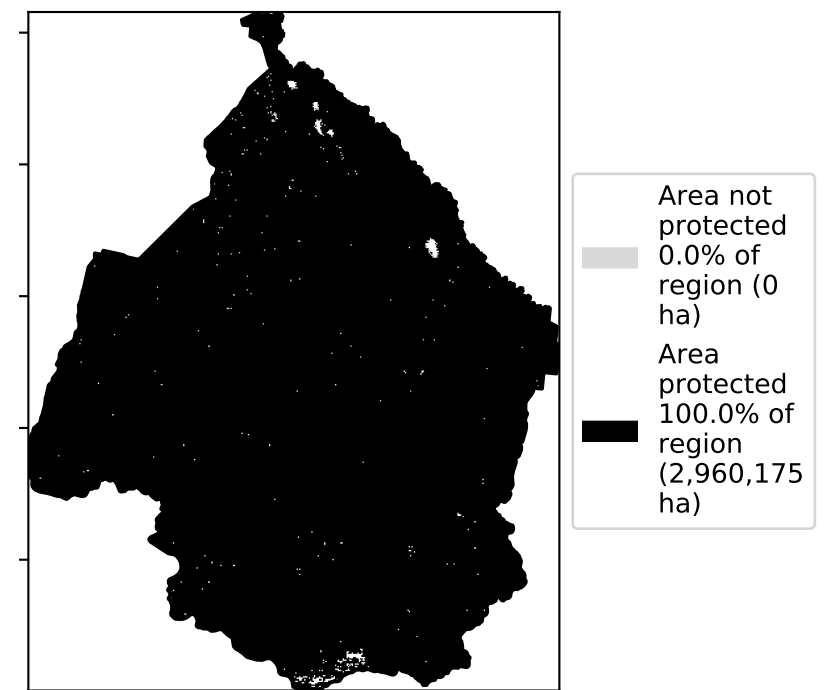 Area not
protected
0.0% of
region (0
ha)
Area
protected
100.0% of
region
(2,960,175
ha)